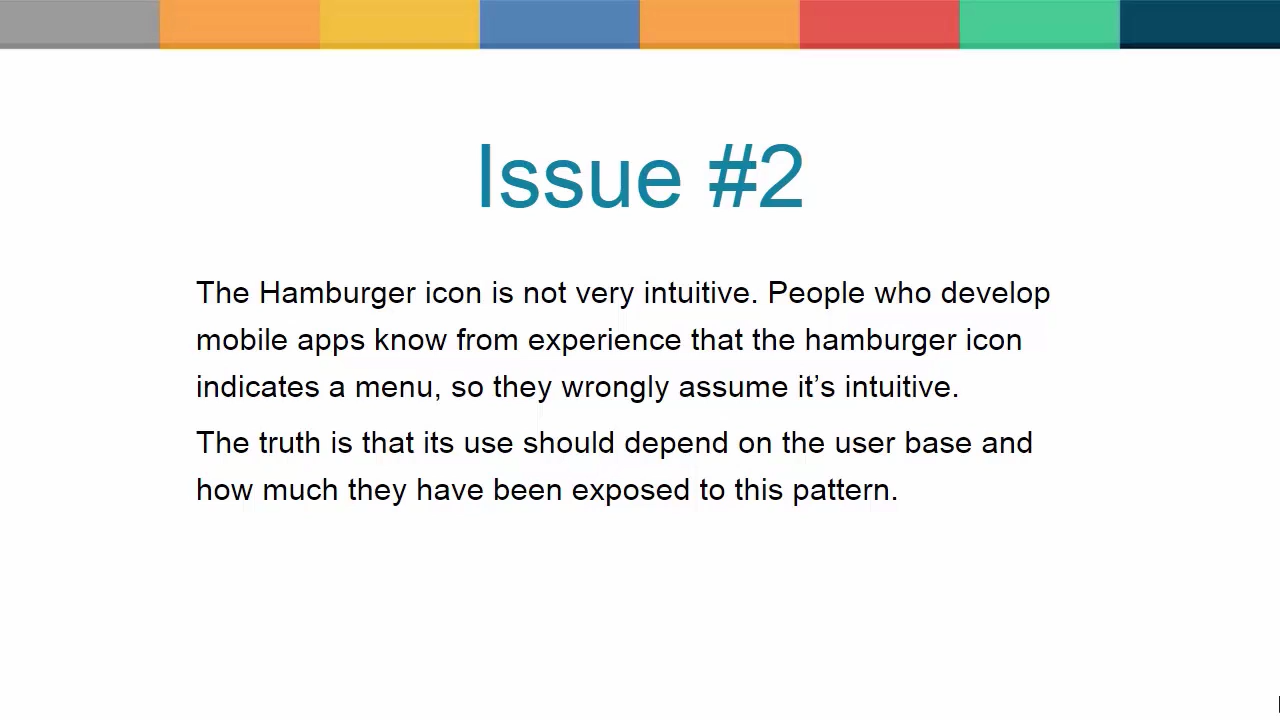 Issue #2
The Hamburger icon is not very intuitive. People who develop
mobile apps know from experience that the hamburger icon
indicates a menu, so they wrongly assume it’s intuitive.
The truth is that its use should depend on the user base and
how much they have been exposed to this pattern.